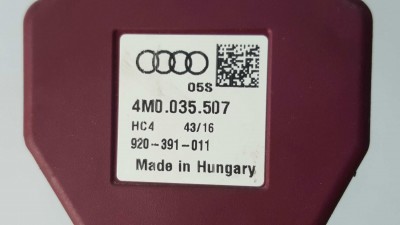 05S
4M0.035.507
HC4 43/16
920-391-011
Made in Hungary